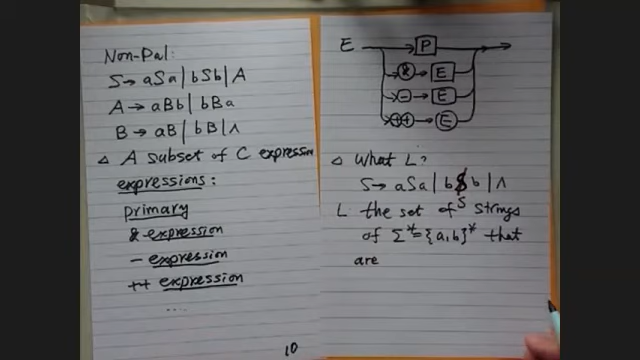 Non-Pal:
S → aSa | bSb | A
A → aBb | bBa
B → aB | bB | Λ
△ A subset of C expression
expressions:
primary
& expression
- expression
++ expression
....
10
E P
* E
- E
++ E
△ What L?
S → aSa | bSb | Λ
L: the set of strings
of Σ* = {a,b}* that
are